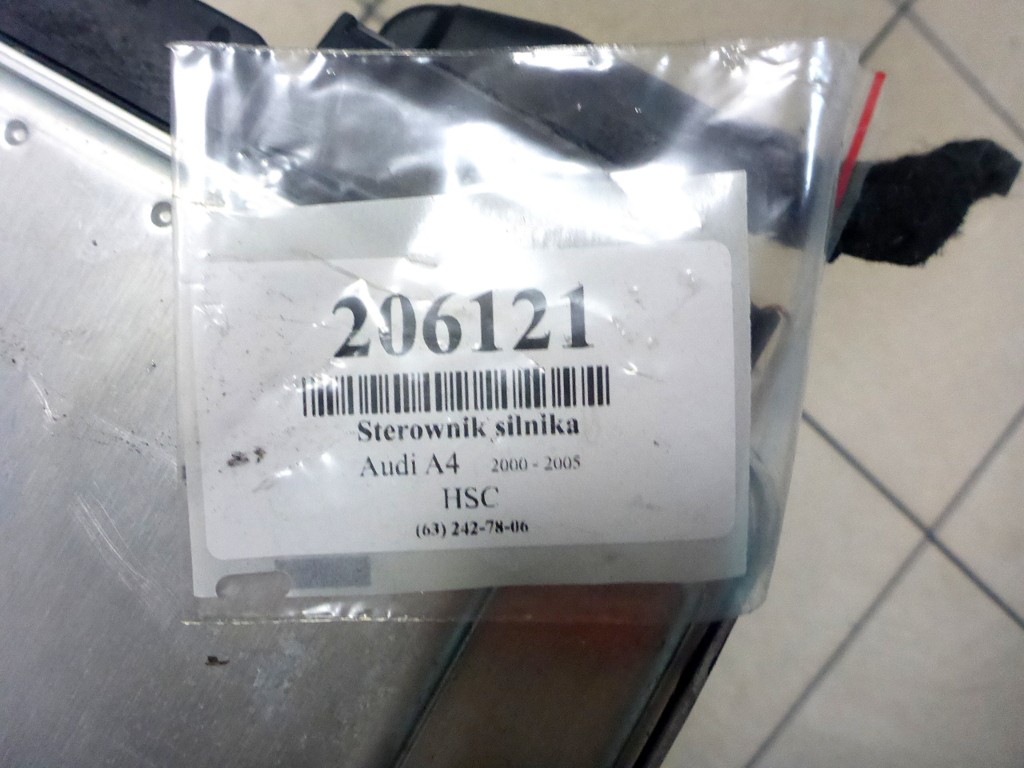 206121
Sterownik silnika
Audi A4 2000 - 2005
HSC
(63) 242-78-06